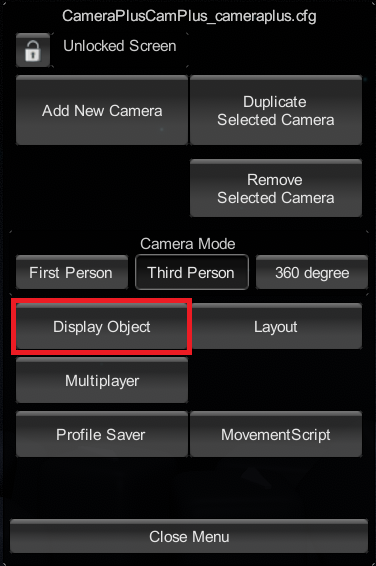 CameraPlusCamPlus_cameraplus.cfg
Unlocked Screen
Add New Camera
Duplicate
Selected Camera
Remove
Selected Camera
Camera Mode
First Person
Third Person
360 degree
Display Object
Layout
Multiplayer
Profile Saver
MovementScript
Close Menu